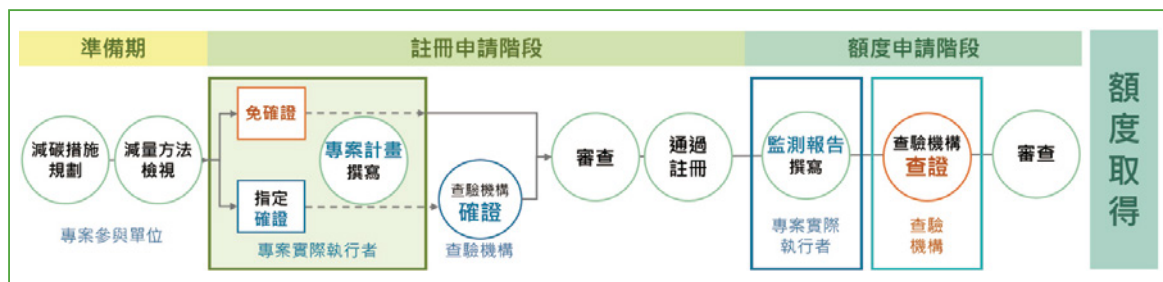 準備期
註冊申請階段
額度申請階段
減碳措施
規劃
減量方法
檢視
專案參與單位
免確證
指定
確證
專案計畫
撰寫
專案實際執行者
查驗機構
確證
查驗機構
審查
通過
註冊
監測報告
撰寫
專案實際
執行者
查驗機構
查證
查驗
機構
審查
額度取得